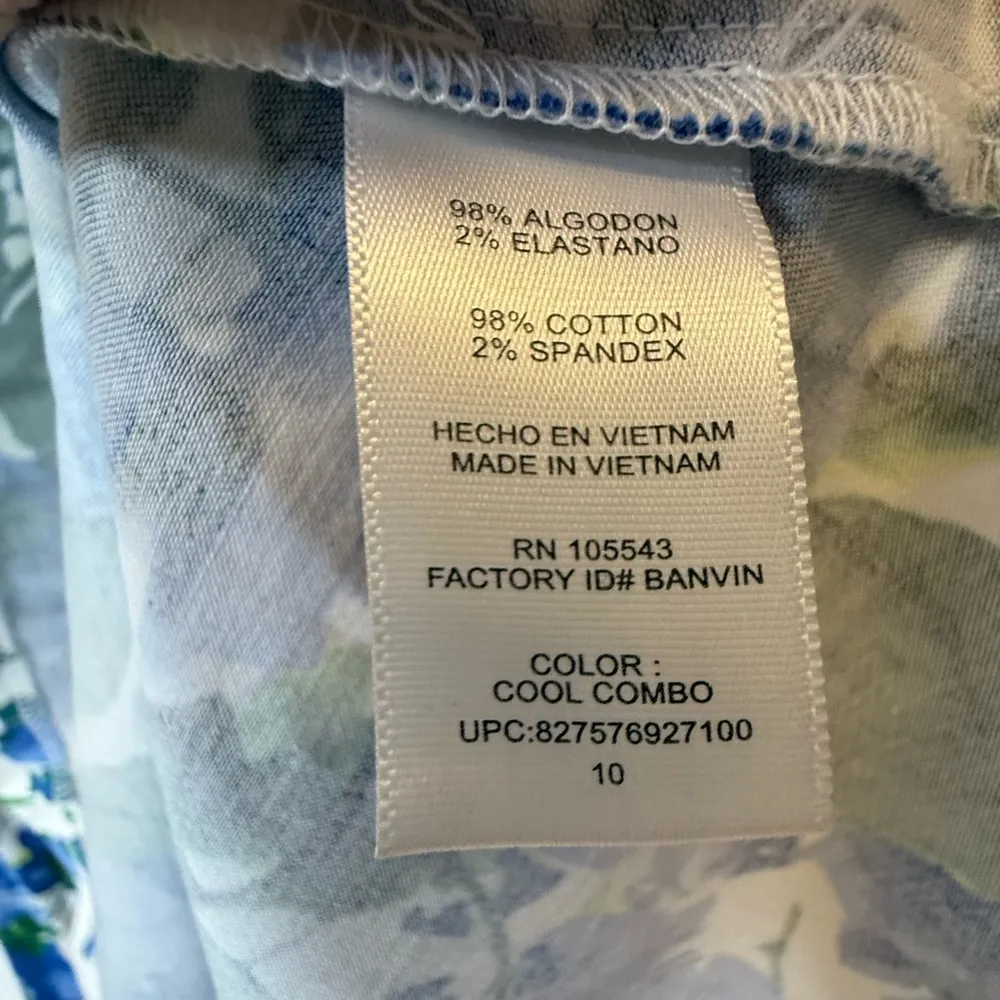 98% ALGODON
2% ELASTANO
98% COTTON
2% SPANDEX
HECHO EN VIETNAM
MADE IN VIETNAM
RN 105543
FACTORY ID# BANVIN
COLOR :
COOL COMBO
UPC:827576927100
10